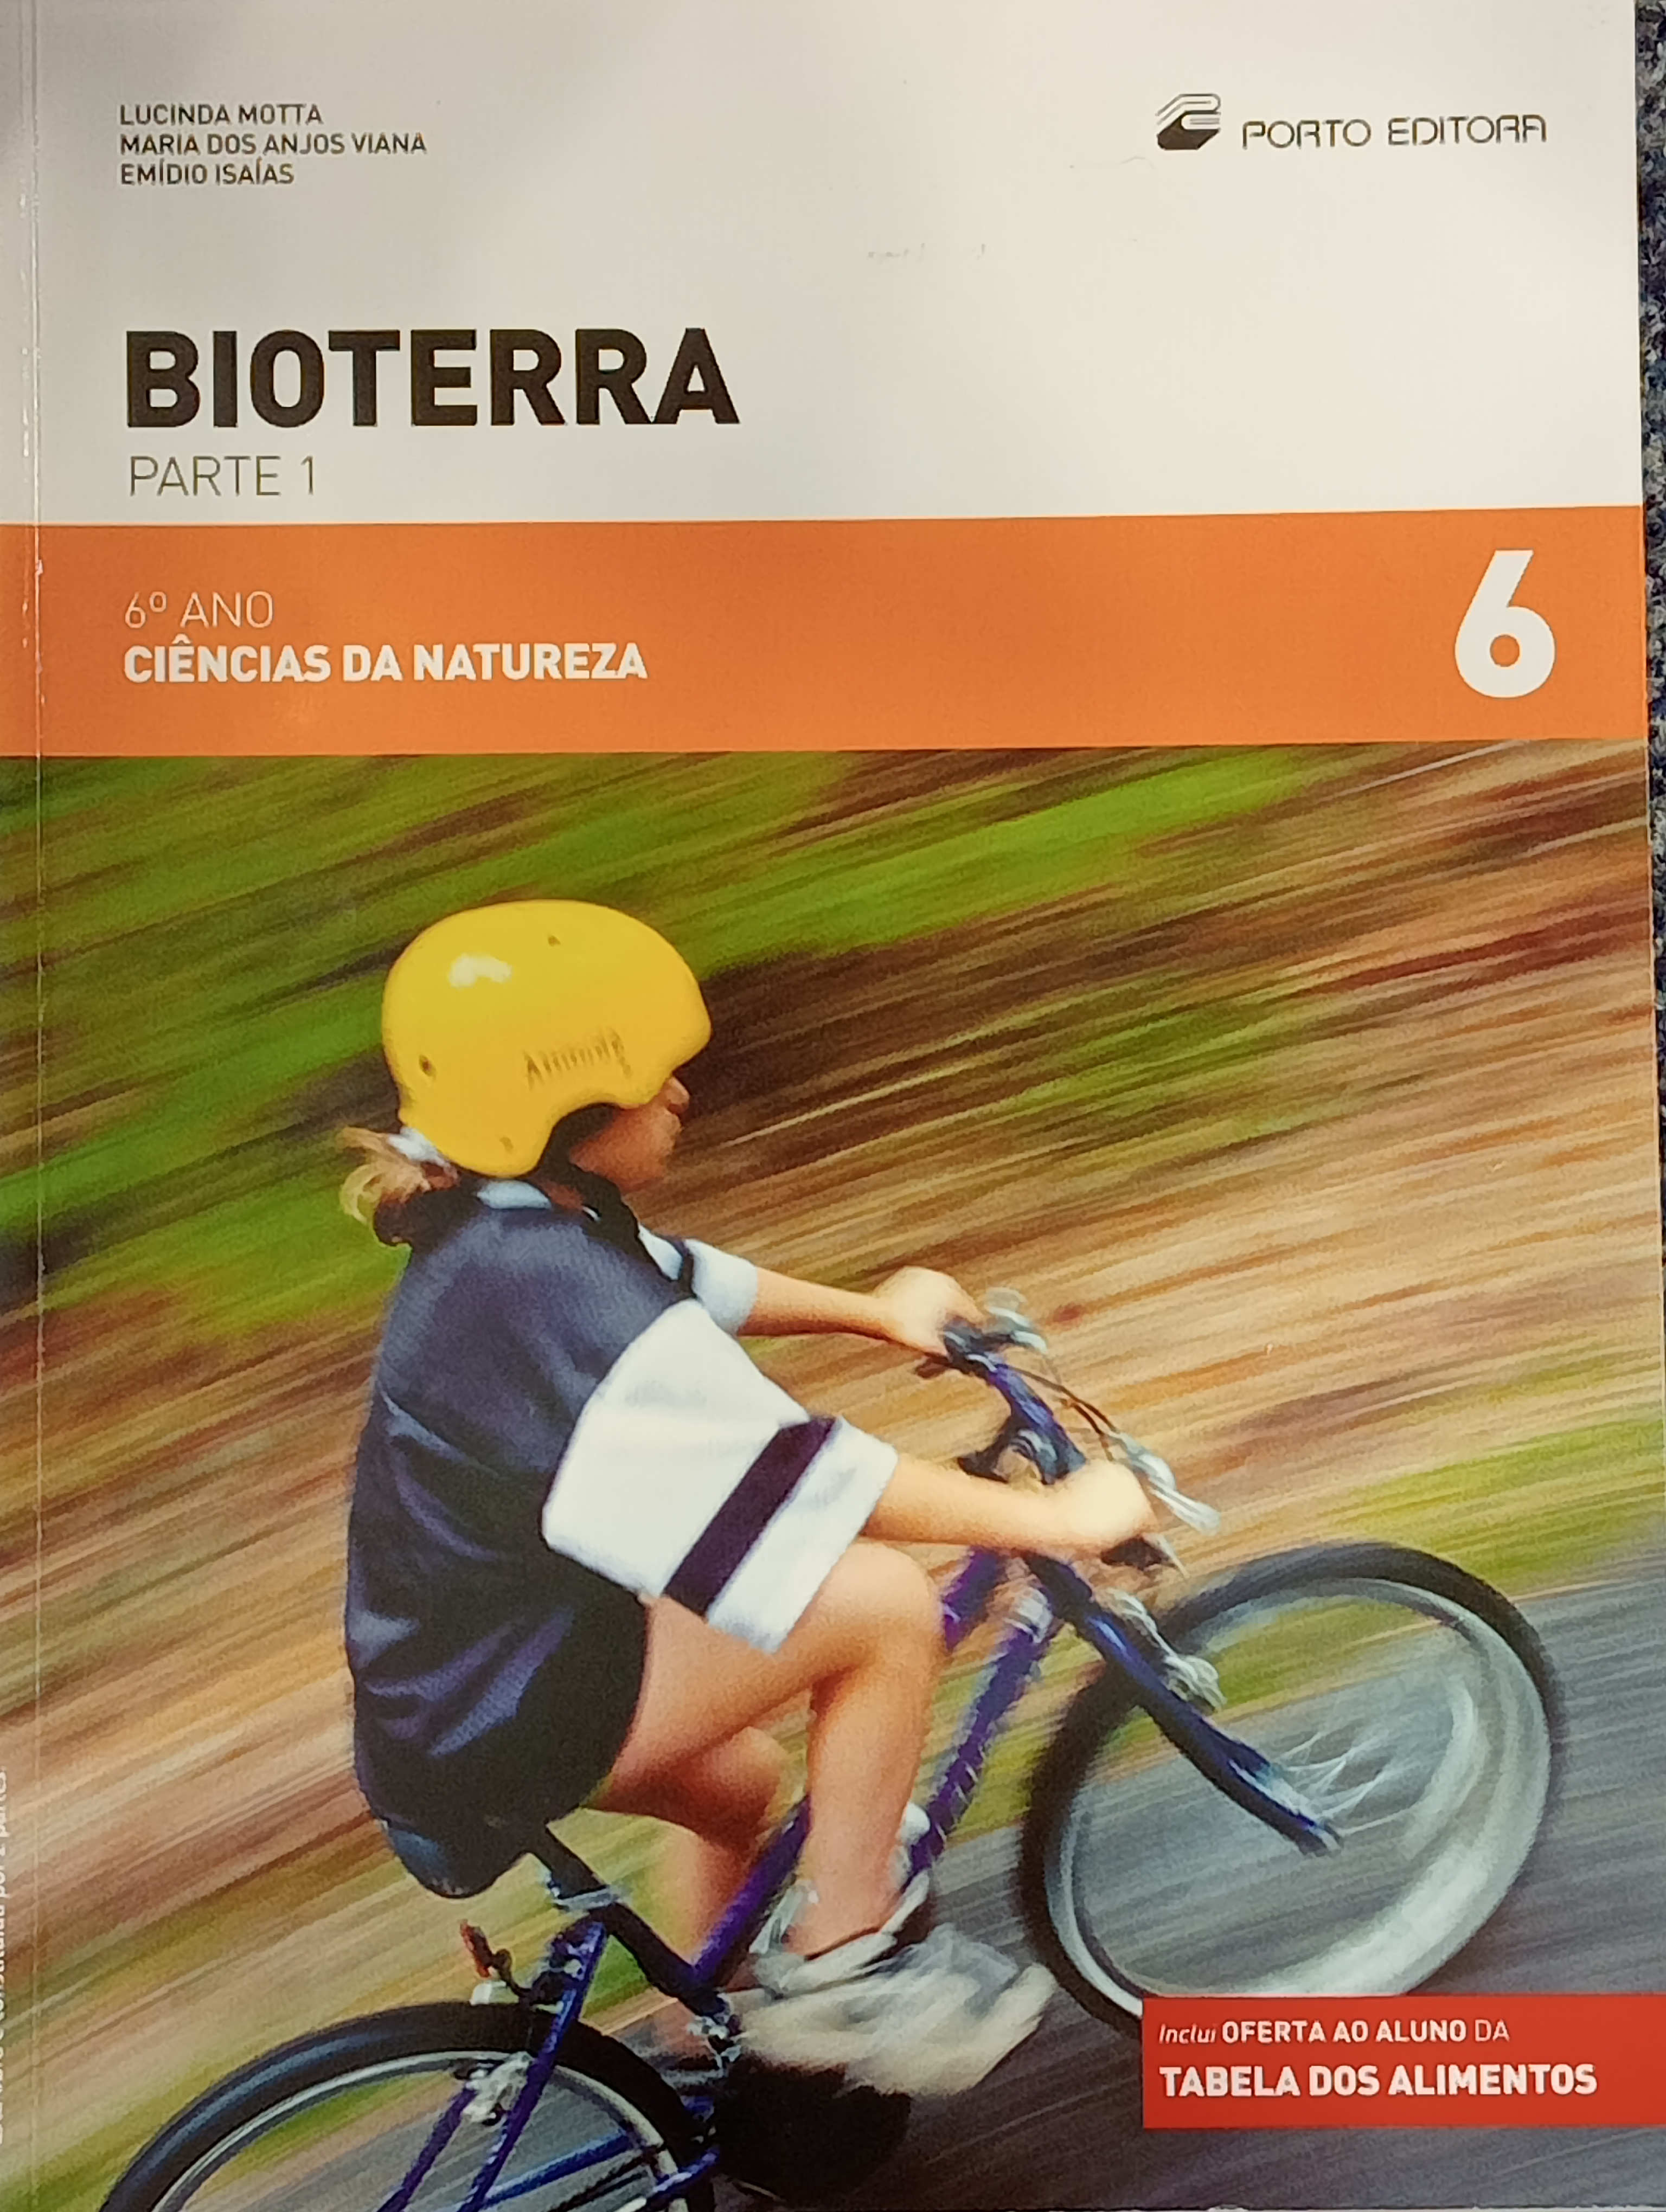 LUCINDA MOTTA
MARIA DOS ANJOS VIANA
EMÍDIO ISAÍAS
PORTO EDITORA
BIOTERRA
PARTE 1
6º ANO
CIÊNCIAS DA NATUREZA
6
Inclui OFERTA AO ALUNO DA
TABELA DOS ALIMENTOS